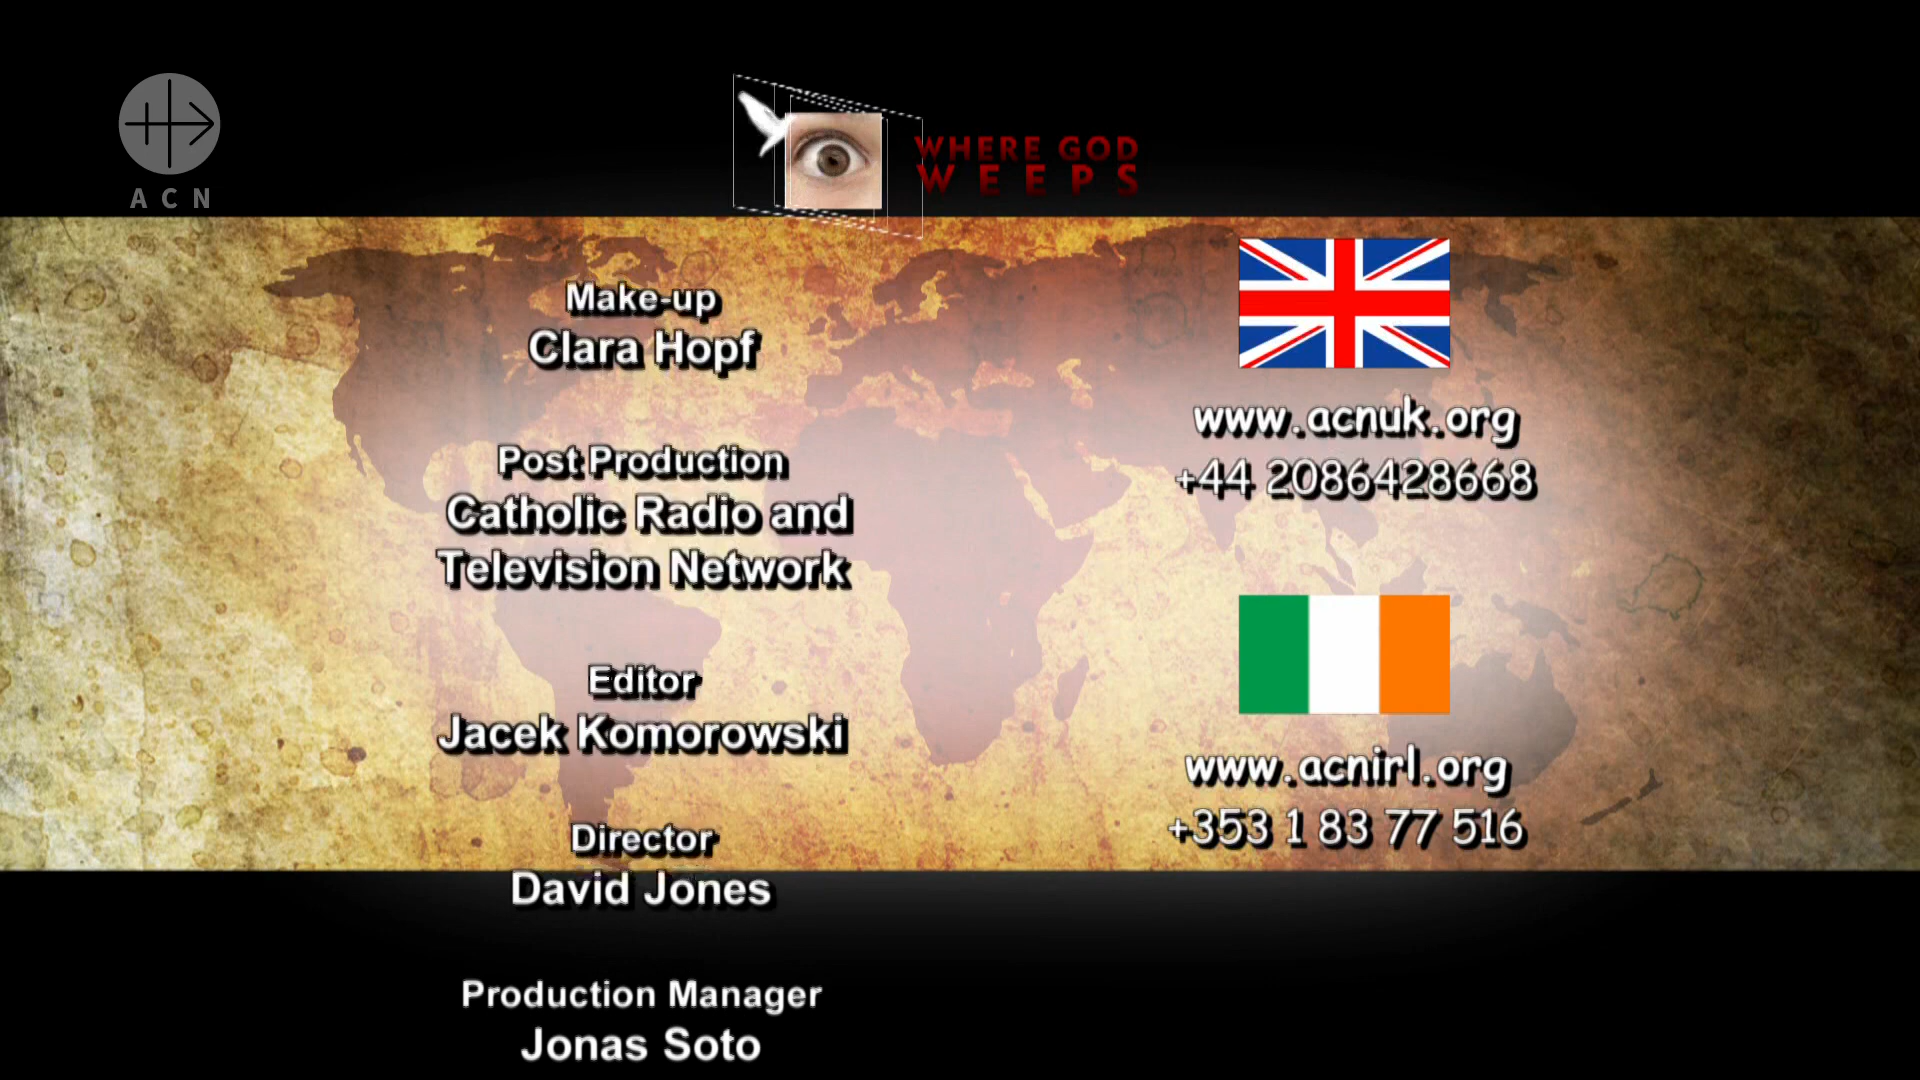 ACN
WHERE GOD
WEEPS
Make-up
Clara Hopf
Post Production
Catholic Radio and
Television Network
Editor
Jacek Komorowski
Director
David Jones
Production Manager
Jonas Soto
www.acnuk.org
+44 2086428668
www.acnirl.org
+353 1 83 77 516